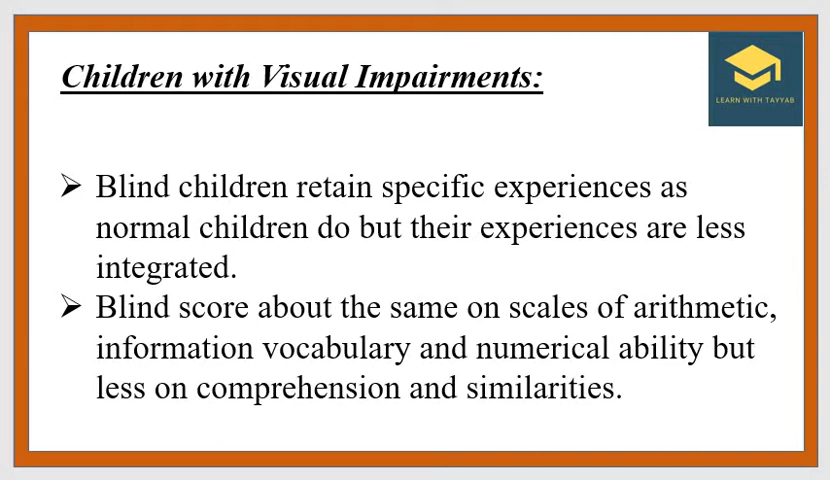 Children with Visual Impairments:
LEARN WITH TAYYAB
➢ Blind children retain specific experiences as
normal children do but their experiences are less
integrated.
➢ Blind score about the same on scales of arithmetic,
information vocabulary and numerical ability but
less on comprehension and similarities.